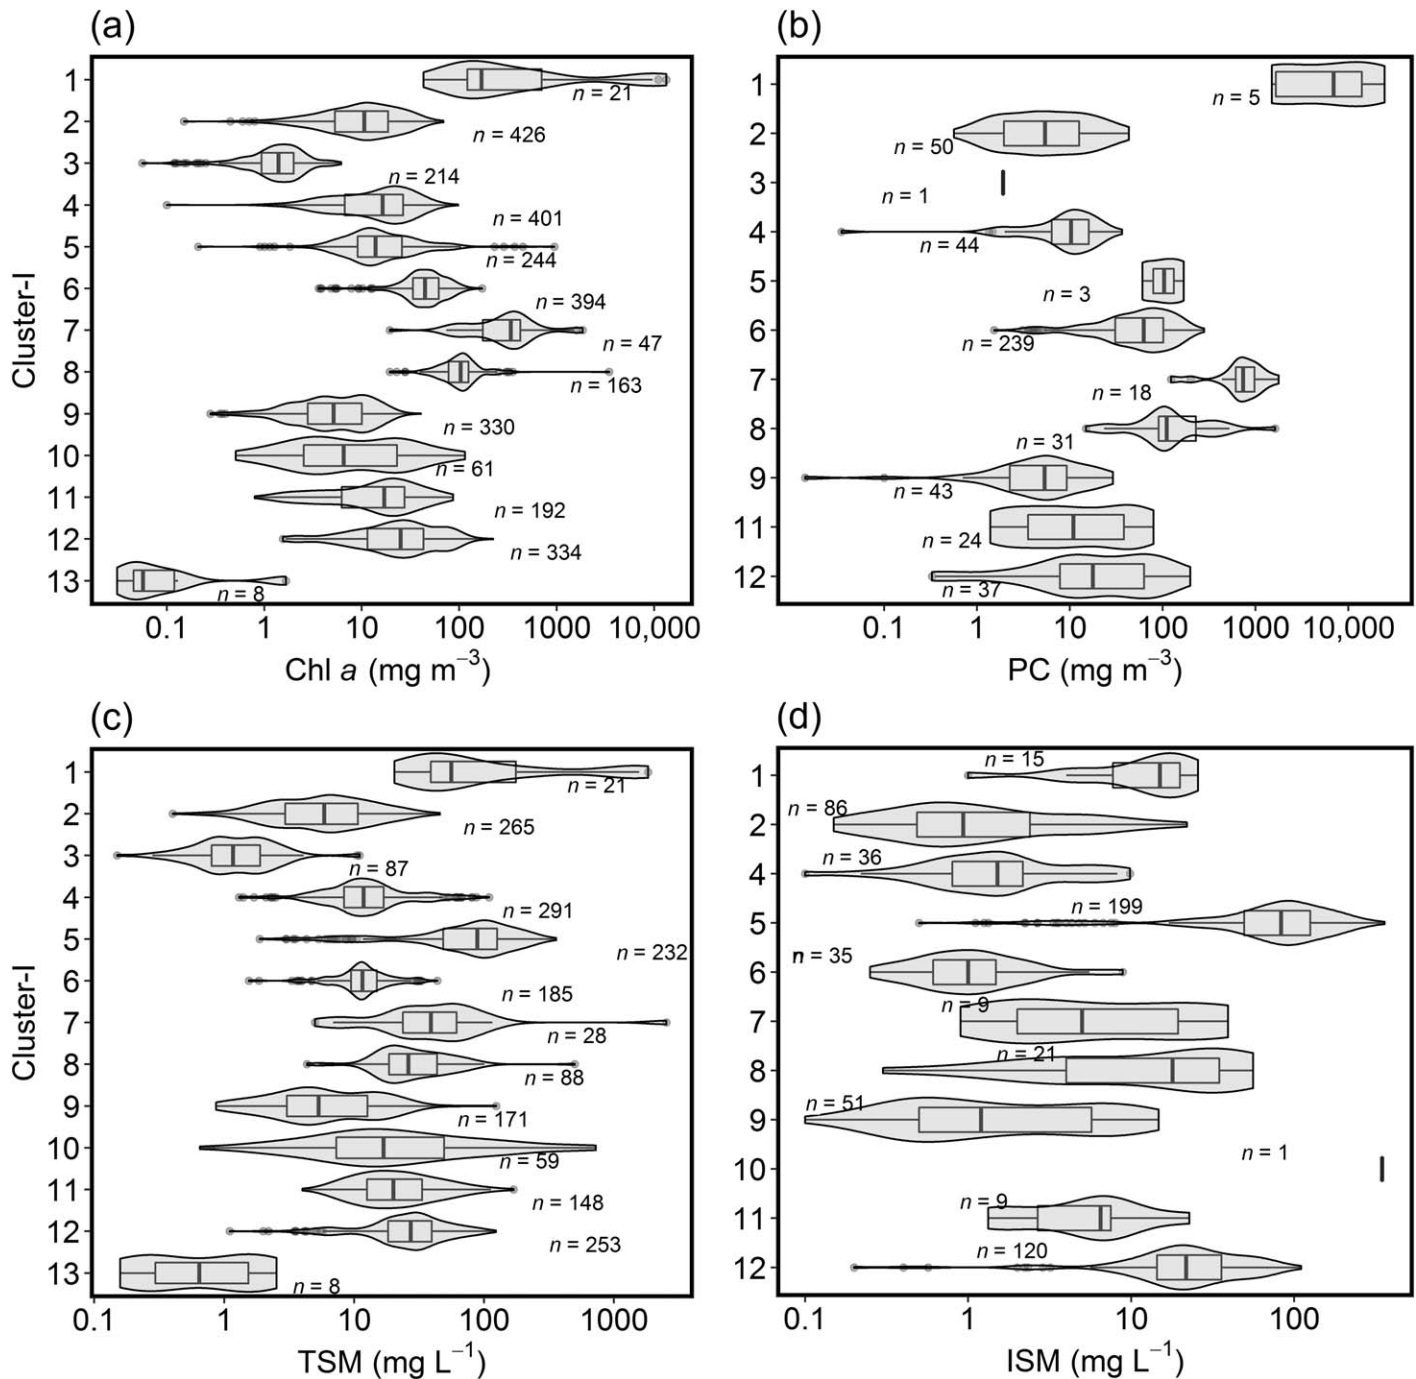 (a)
Cluster-I
1
n = 21
2
n = 426
3
n = 214
4
n = 401
5
n = 244
6
n = 394
7
n = 47
8
n = 163
9
n = 330
10
n = 61
11
n = 192
12
n = 334
13
n = 8
0.1 1 10 100 1000 10,000
Chl a (mg m−3)
(b)
1
n = 5
2
n = 50
3
n = 1
4
n = 44
5
n = 3
6
n = 239
7
n = 18
8
n = 31
9
n = 43
11
n = 24
12
n = 37
0.1 1 10 100 1000 10,000
PC (mg m−3)
(c)
Cluster-I
1
n = 21
2
n = 265
3
n = 87
4
n = 291
5
n = 232
6
n = 185
7
n = 28
8
n = 88
9
n = 171
10
n = 59
11
n = 148
12
n = 253
13
n = 8
0.1 1 10 100 1000
TSM (mg L−1)
(d)
1
n = 15
2
n = 86
4
n = 36
5
n = 199
6
n = 35
7
n = 9
8
n = 21
9
n = 51
10
n = 1
11
n = 9
12
n = 120
0.1 1 10 100
ISM (mg L−1)